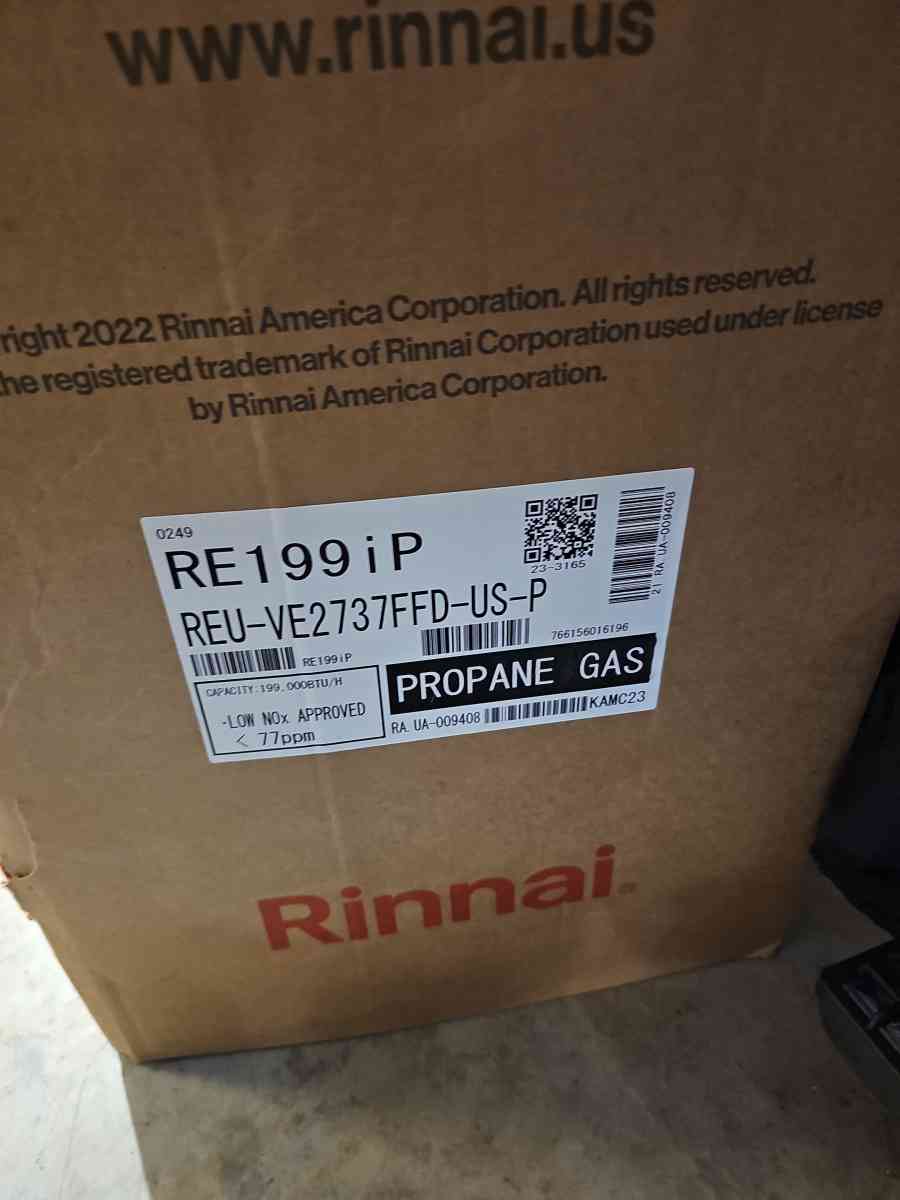 www.rinnai.us
right 2022 Rinnai America Corporation. All rights reserved.
the registered trademark of Rinnai Corporation used under license
by Rinnai America Corporation.
0249
RE199iP
23-3165
21 RA.UA-009408
REU-VE2737FFD-US-P
RE199iP
766156016196
CAPACITY:199,000BTU/H
-LOW NOx APPROVED
< 77ppm
PROPANE GAS
RA.UA-009408
KAMC23
Rinnai